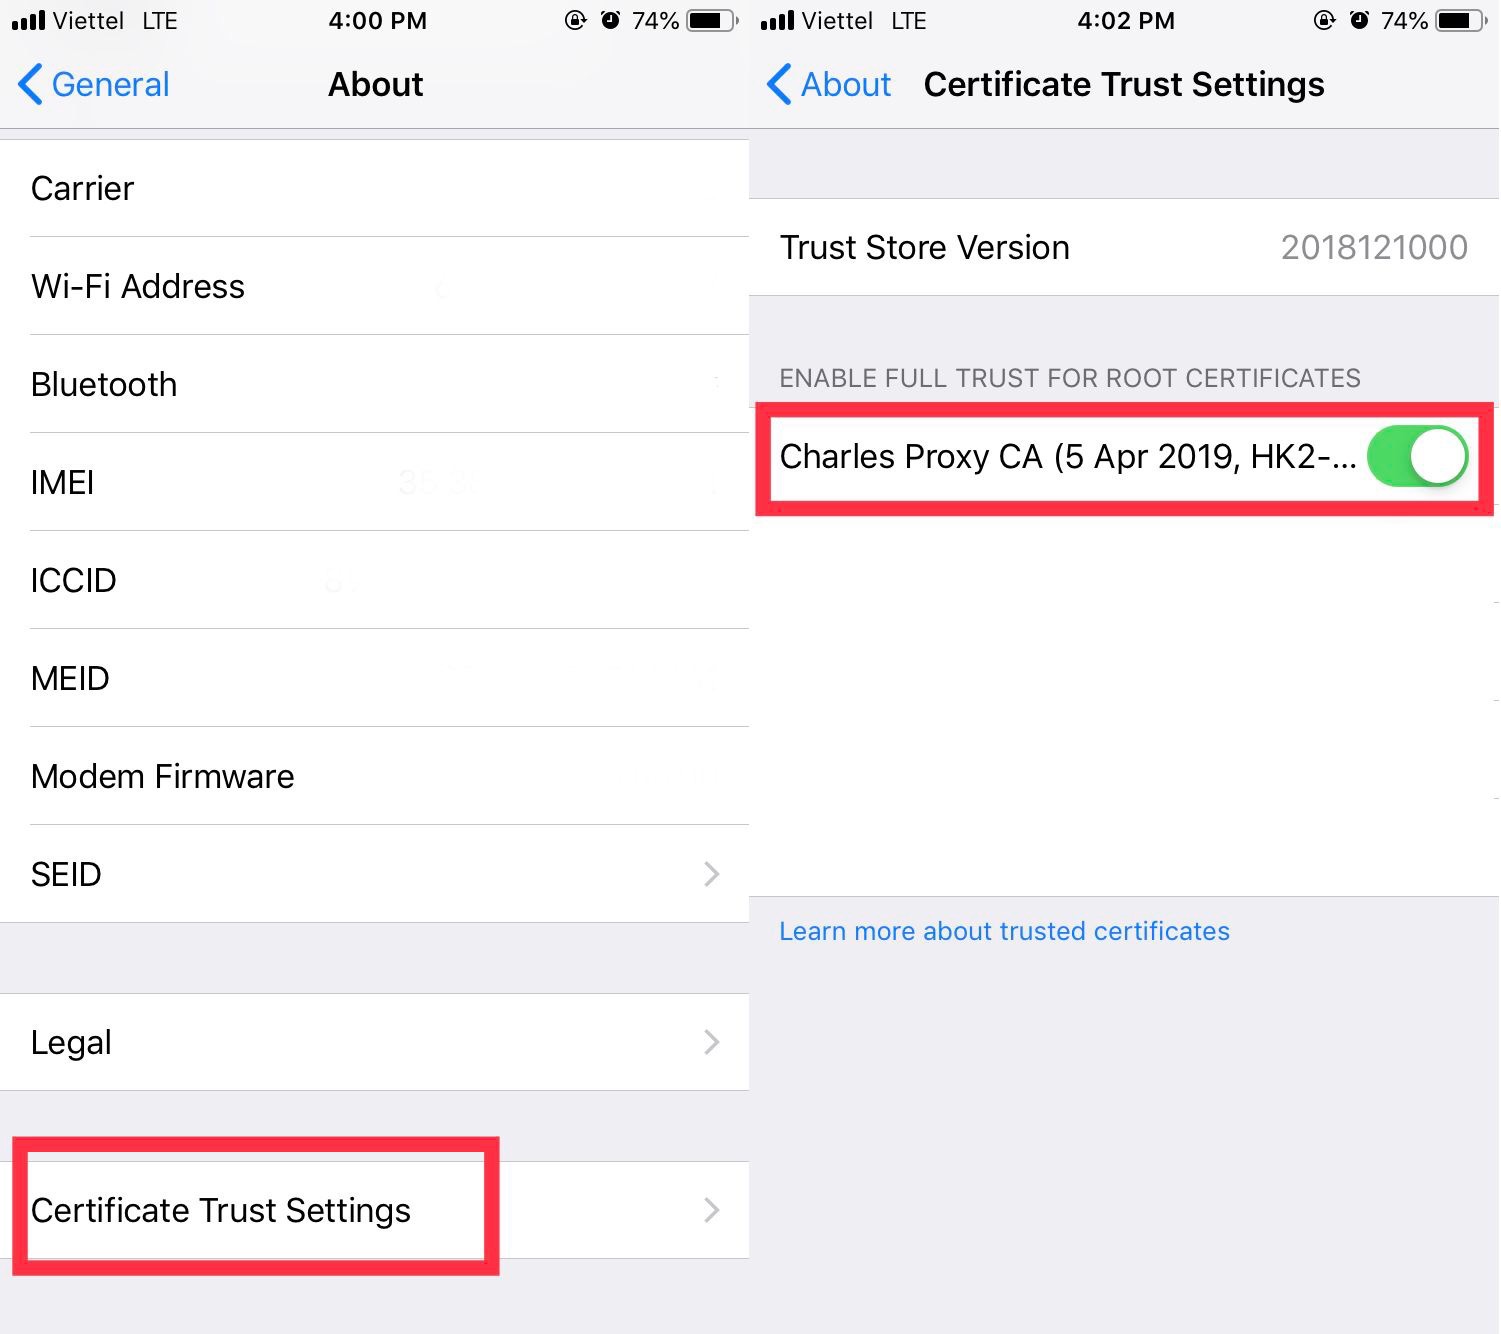 Viettel LTE 4:00 PM 74%
General About
Carrier
Wi-Fi Address
Bluetooth
IMEI
ICCID
MEID
Modem Firmware
SEID
Legal
Certificate Trust Settings
Viettel LTE 4:02 PM 74%
About Certificate Trust Settings
Trust Store Version 2018121000
ENABLE FULL TRUST FOR ROOT CERTIFICATES
Charles Proxy CA (5 Apr 2019, HK2-...
Learn more about trusted certificates